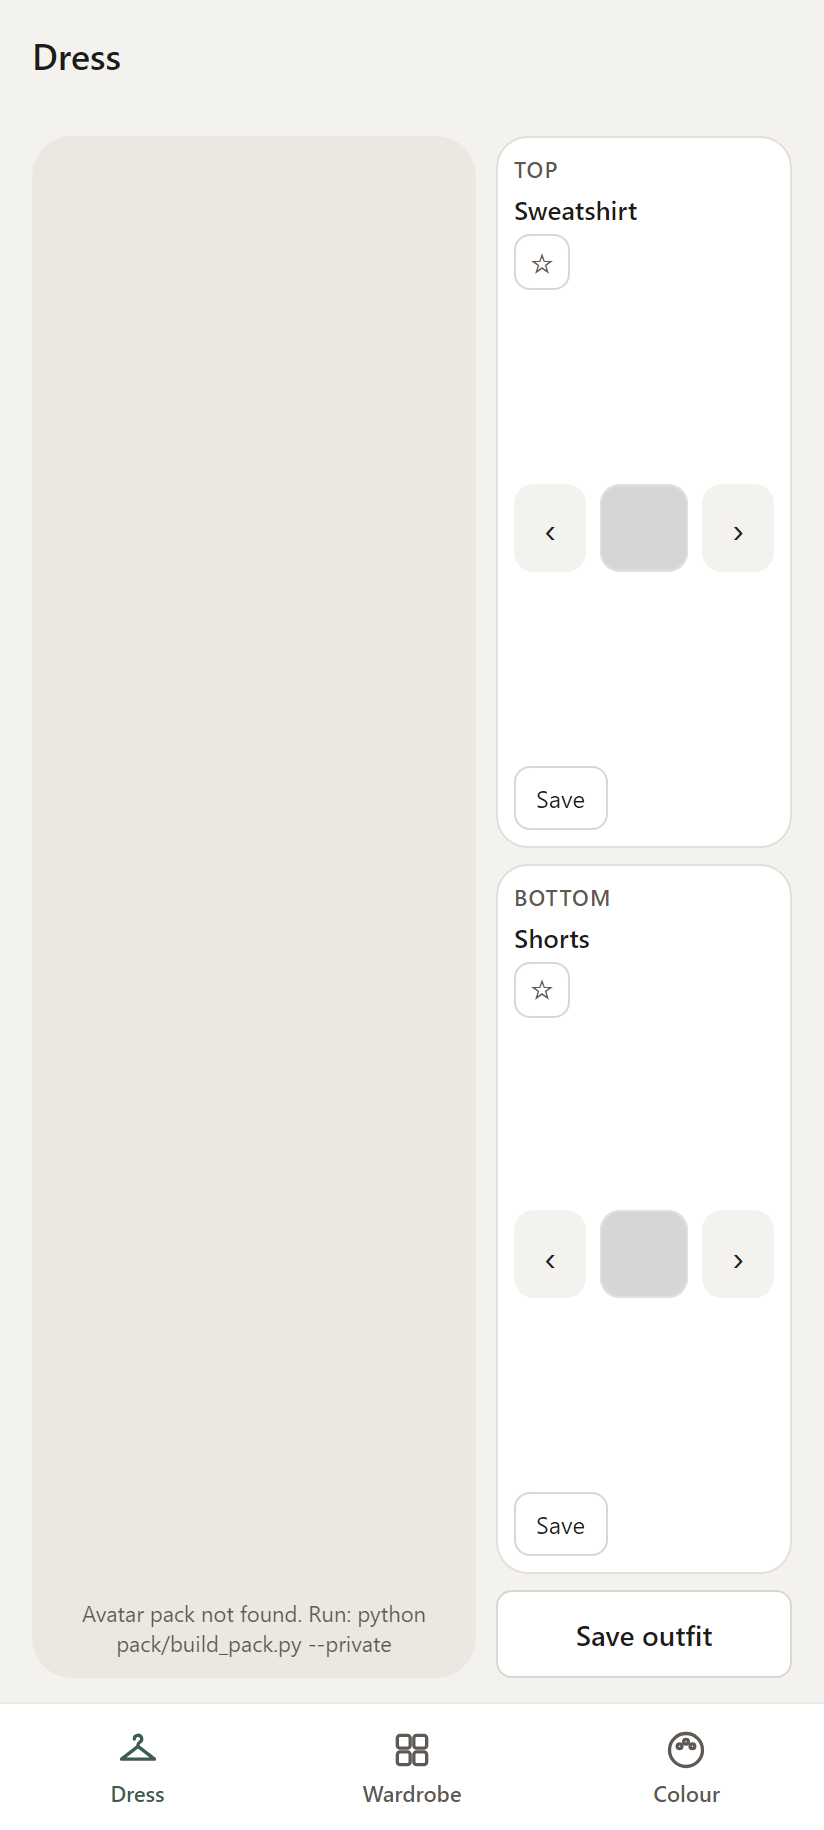 Dress
TOP
Sweatshirt
☆
‹
›
Save
BOTTOM
Shorts
☆
‹
›
Save
Avatar pack not found. Run: python
pack/build_pack.py --private
Save outfit
Dress
Wardrobe
Colour